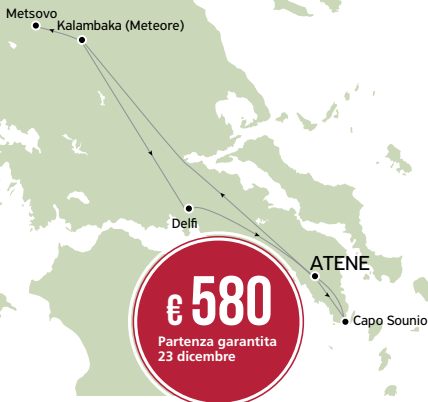 Metsovo
Kalambaka (Meteore)
Delfi
ATENE
€ 580
Partenza garantita
23 dicembre
Capo Sounio